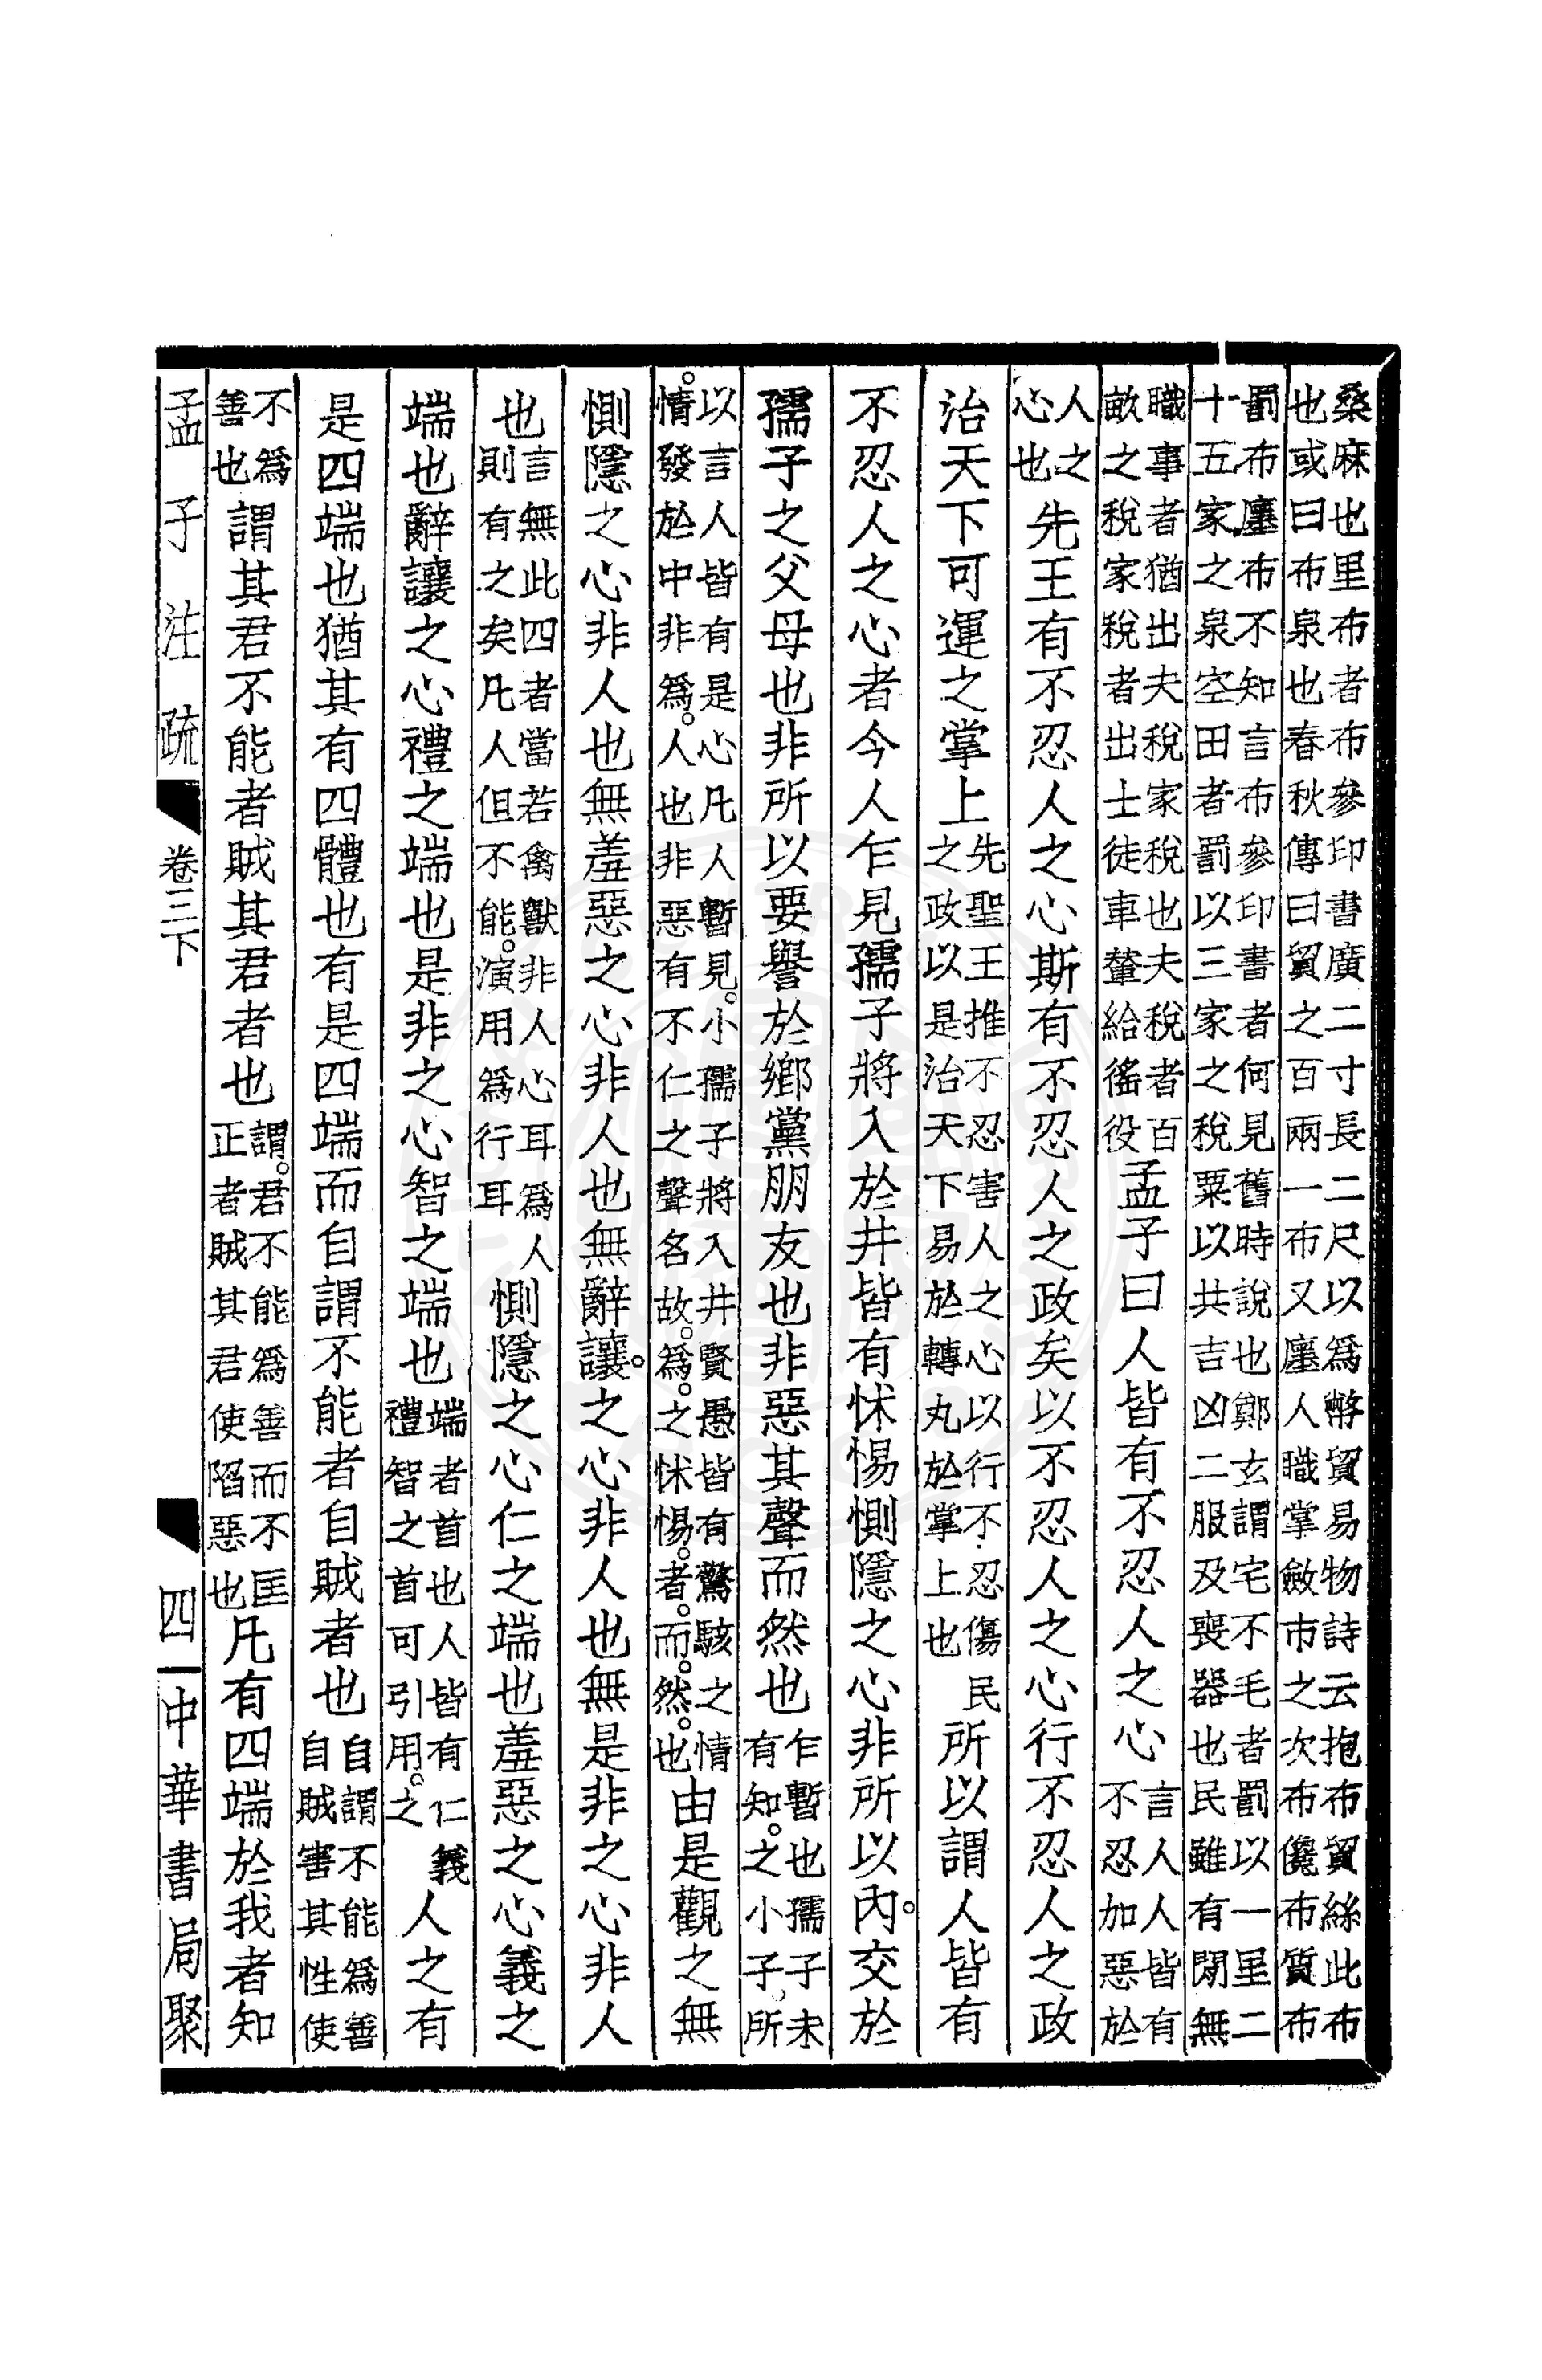 桑麻也里布者布參印書廣二寸長二尺以爲幣貿易物詩云抱布貿絲此布
也或曰布泉也春秋傳曰貿之百兩一布又廛人職掌斂市之次布儳布質布
罰布廛布不知言布參印書者何見舊時說也鄭玄謂宅不毛者罰以一里二
十五家之泉空田者罰以三家之稅粟以共吉凶二服及喪器也民雖有閒無
職事者猶出夫稅家稅也夫稅者百畝之稅家稅者出士徒車輦給徭役孟子曰人皆有不忍人之心言人人皆有不忍加惡於
人之心也先王有不忍人之心斯有不忍人之政矣以不忍人之心行不忍人之政
治天下可運之掌上先聖王推不忍害人之心以行不忍傷民之政以是治天下易於轉丸於掌上也所以謂人皆有
不忍人之心者今人乍見孺子將入於井皆有怵惕惻隱之心非所以內交於
孺子之父母也非所以要譽於鄉黨朋友也非惡其聲而然也乍暫也孺子未有知之小子所
以言人皆有是心凡人暫見小孺子將入井賢愚皆有驚駭之情情發於中非爲人也非惡有不仁之聲名故爲之怵惕者而然也由是觀之無
惻隱之心非人也無羞惡之心非人也無辭讓之心非人也無是非之心非人
也言無此四者當若禽獸非人心耳爲人則有之矣凡人但不能演用爲行耳惻隱之心仁之端也羞惡之心義之
端也辭讓之心禮之端也是非之心智之端也端者首也人皆有仁義禮智之首可引用之人之有
是四端也猶其有四體也有是四端而自謂不能者自賊者也自謂不能爲善自賊害其性使
不爲善也謂其君不能者賊其君者也謂君不能爲善而不匡正者賊其君使陷惡也凡有四端於我者知
孟子注疏 卷三下 四 中華書局聚